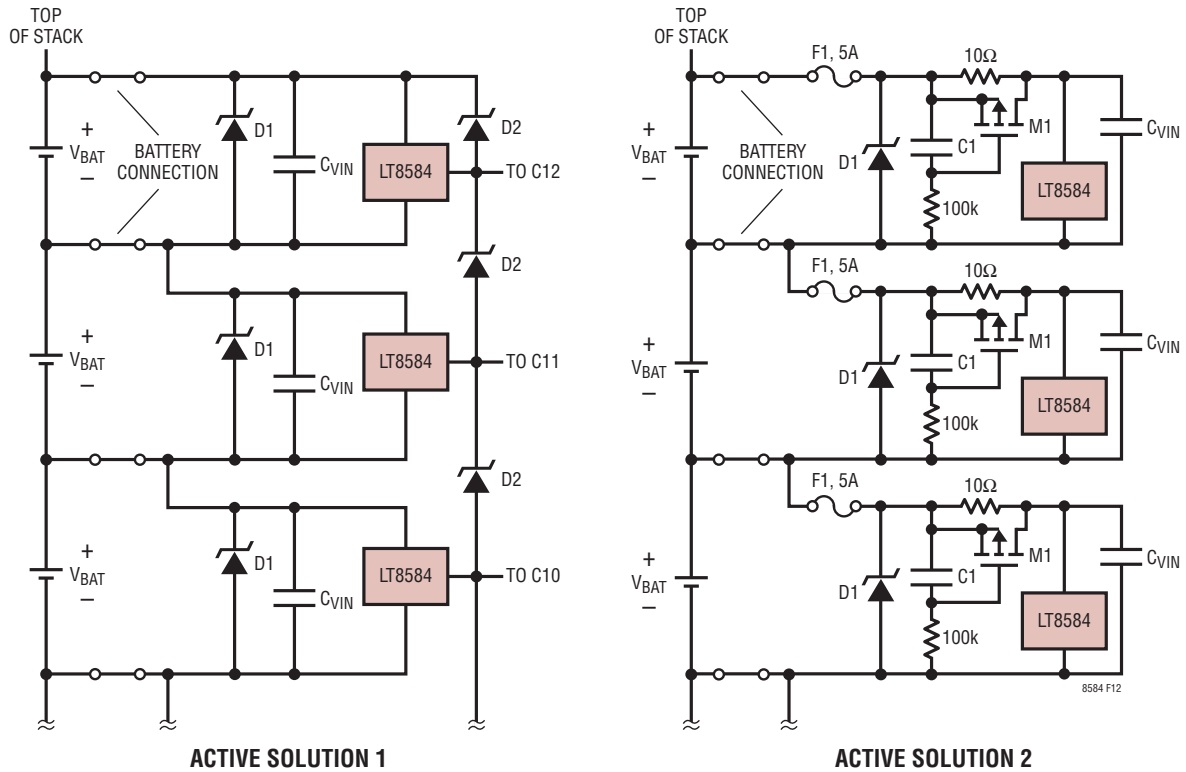 TOP
OF STACK
D1
D2
+
VBAT
–
BATTERY
CONNECTION
CVIN
LT8584
TO C12
D2
+
VBAT
–
D1
CVIN
LT8584
TO C11
D2
+
VBAT
–
D1
CVIN
LT8584
TO C10
ACTIVE SOLUTION 1
TOP
OF STACK
F1, 5A
10Ω
+
VBAT
–
BATTERY
CONNECTION
D1
C1
M1
CVIN
LT8584
100k
F1, 5A
10Ω
+
VBAT
–
D1
C1
M1
CVIN
LT8584
100k
F1, 5A
10Ω
+
VBAT
–
D1
C1
M1
CVIN
LT8584
100k
8584 F12
ACTIVE SOLUTION 2